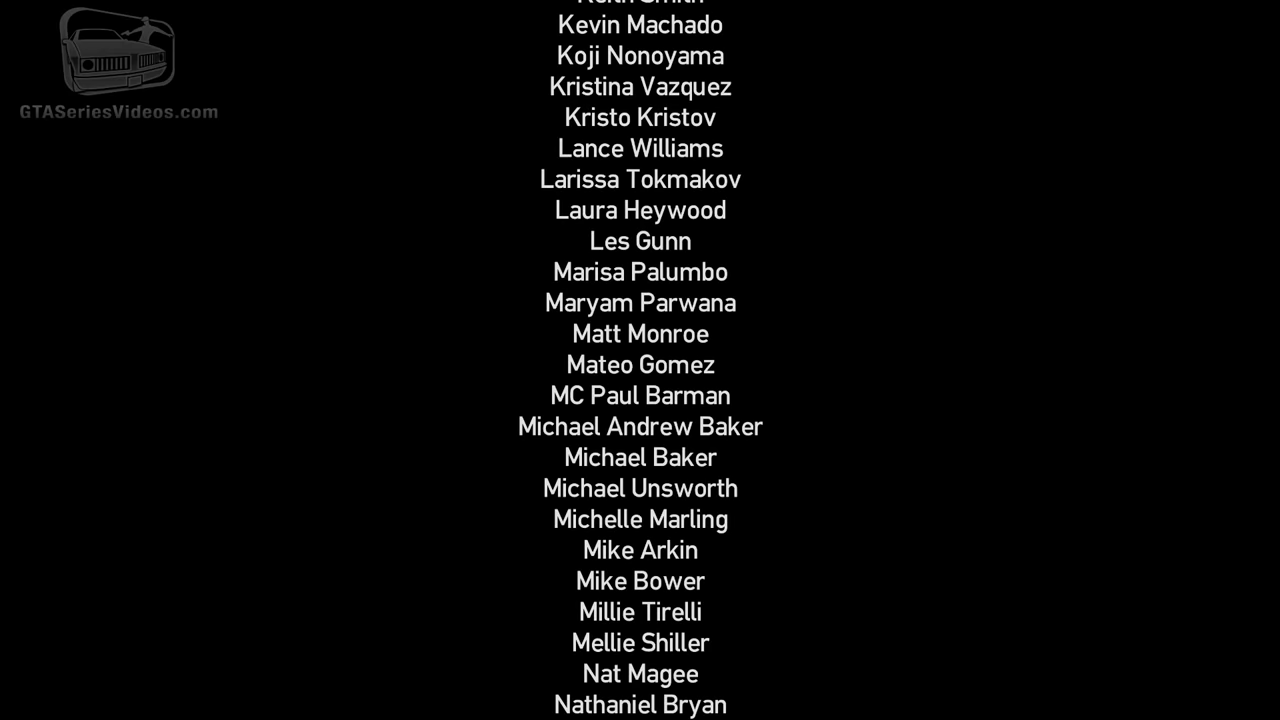 Keith Smith
Kevin Machado
Koji Nonoyama
Kristina Vazquez
Kristo Kristov
Lance Williams
Larissa Tokmakov
Laura Heywood
Les Gunn
Marisa Palumbo
Maryam Parwana
Matt Monroe
Mateo Gomez
MC Paul Barman
Michael Andrew Baker
Michael Baker
Michael Unsworth
Michelle Marling
Mike Arkin
Mike Bower
Millie Tirelli
Mellie Shiller
Nat Magee
Nathaniel Bryan
GTASeriesVideos.com